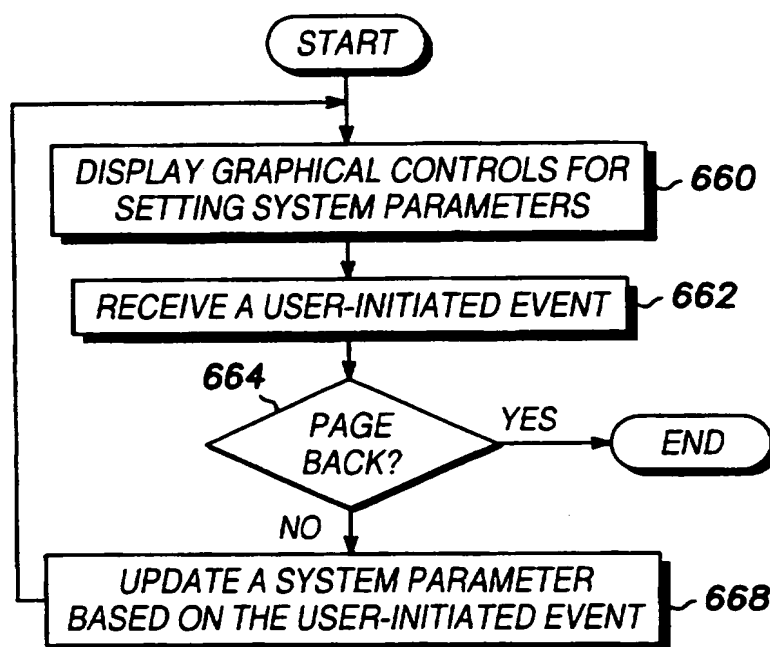 START
DISPLAY GRAPHICAL CONTROLS FOR
SETTING SYSTEM PARAMETERS
660
RECEIVE A USER-INITIATED EVENT
662
664
PAGE
BACK?
YES
END
NO
UPDATE A SYSTEM PARAMETER
BASED ON THE USER-INITIATED EVENT
668